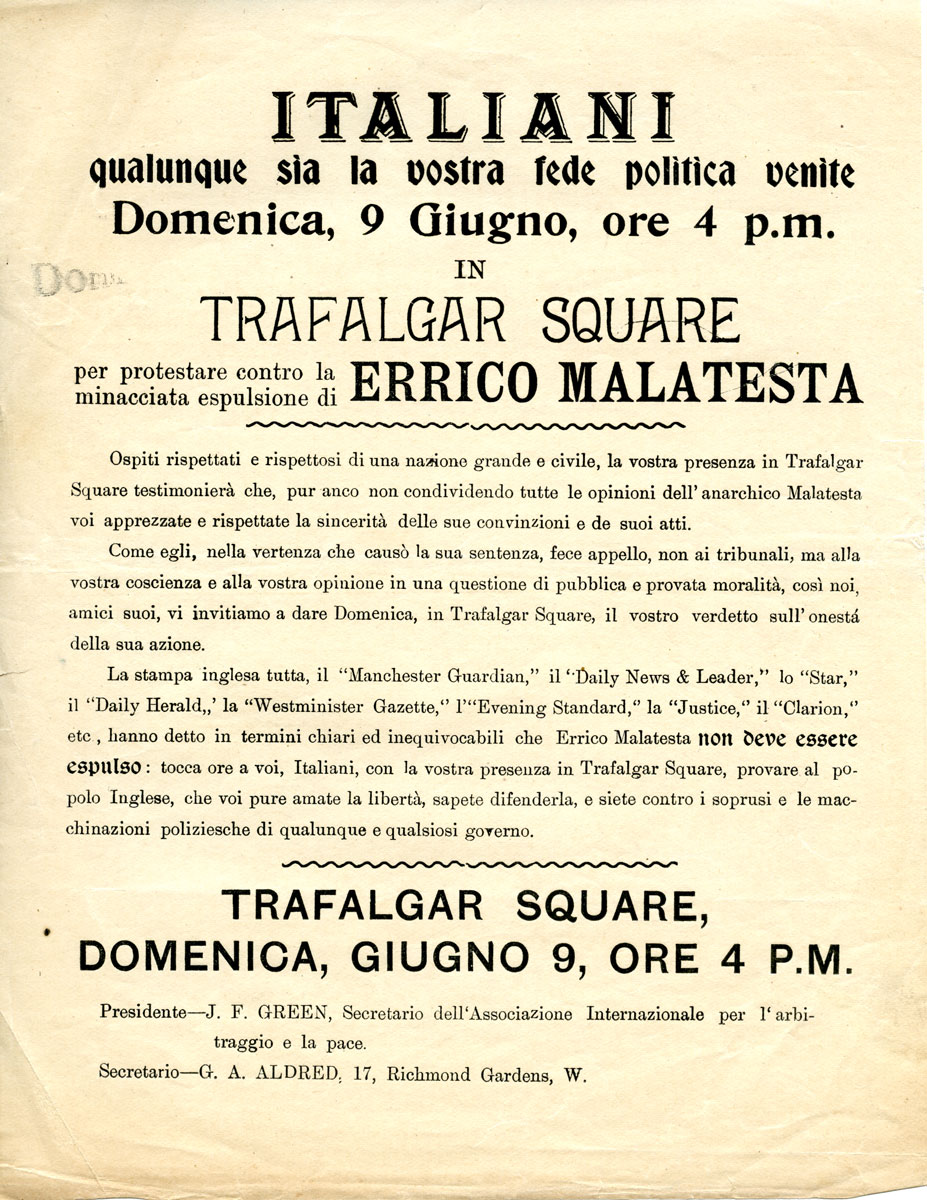 ITALIANI
qualunque sia la vostra fede politica venite
Domenica, 9 Giugno, ore 4 p.m.
IN
TRAFALGAR SQUARE
per protestare contro la
minacciata espulsione di ERRICO MALATESTA
Ospiti rispettati e rispettosi di una nazione grande e civile, la vostra presenza in Trafalgar
Square testimonierà che, pur anco non condividendo tutte le opinioni dell' anarchico Malatesta
voi apprezzate e rispettate la sincerità delle sue convinzioni e de suoi atti.
Come egli, nella vertenza che causò la sua sentenza, fece appello, non ai tribunali, ma alla
vostra coscienza e alla vostra opinione in una questione di pubblica e provata moralità, così noi,
amici suoi, vi invitiamo a dare Domenica, in Trafalgar Square, il vostro verdetto sull' onestá
della sua azione.
La stampa inglesa tutta, il “Manchester Guardian,” il ‘‘Daily News & Leader,” lo “Star,”
il “Daily Herald,,’ la “Westminister Gazette,‘’ l’“Evening Standard,‘’ la “Justice,‘’ il “Clarion,‘’
etc , hanno detto in termini chiari ed inequivocabili che Errico Malatesta non deve essere
espulso : tocca ore a voi, Italiani, con la vostra presenza in Trafalgar Square, provare al po-
polo Inglese, che voi pure amate la libertà, sapete difenderla, e siete contro i soprusi e le mac-
chinazioni poliziesche di qualunque e qualsiosi governo.
TRAFALGAR SQUARE,
DOMENICA, GIUGNO 9, ORE 4 P.M.
Presidente—J. F. GREEN, Secretario dell‘Associazione Internazionale per l‘ arbi-
traggio e la pace.
Secretario—G. A. ALDRED, 17, Richmond Gardens, W.